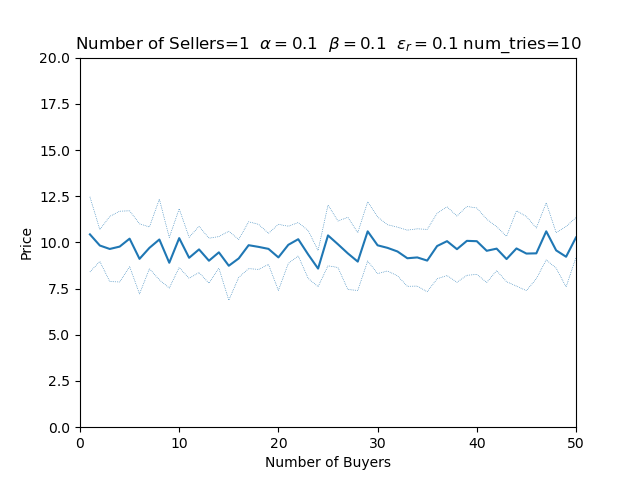 Number of Sellers=1 α = 0.1 β = 0.1 εr = 0.1 num_tries=10
20.0
17.5
15.0
12.5
10.0
7.5
5.0
2.5
0.0
Price
0 10 20 30 40 50
Number of Buyers